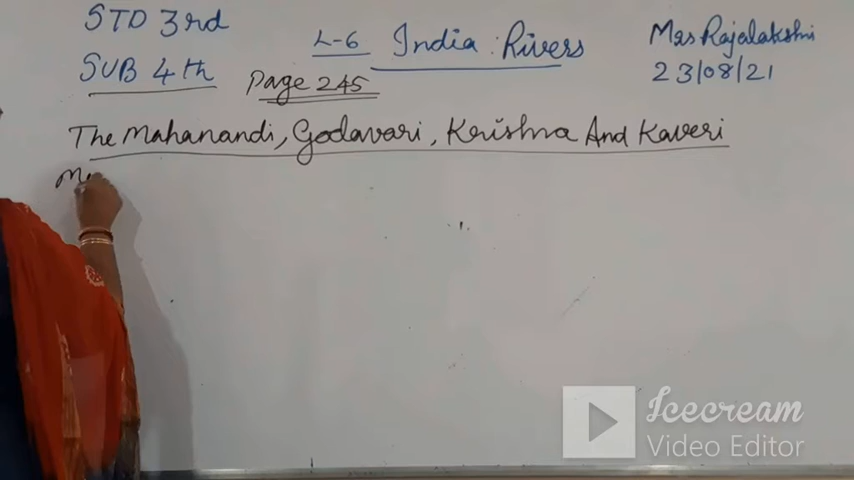 STD 3rd
L-6 India : Rivers
Mrs Rajalakshmi
SUB 4th
Page 245
23/08/21
The Mahanandi, Godavari, Krishna And Kaveri
Icecream
Video Editor